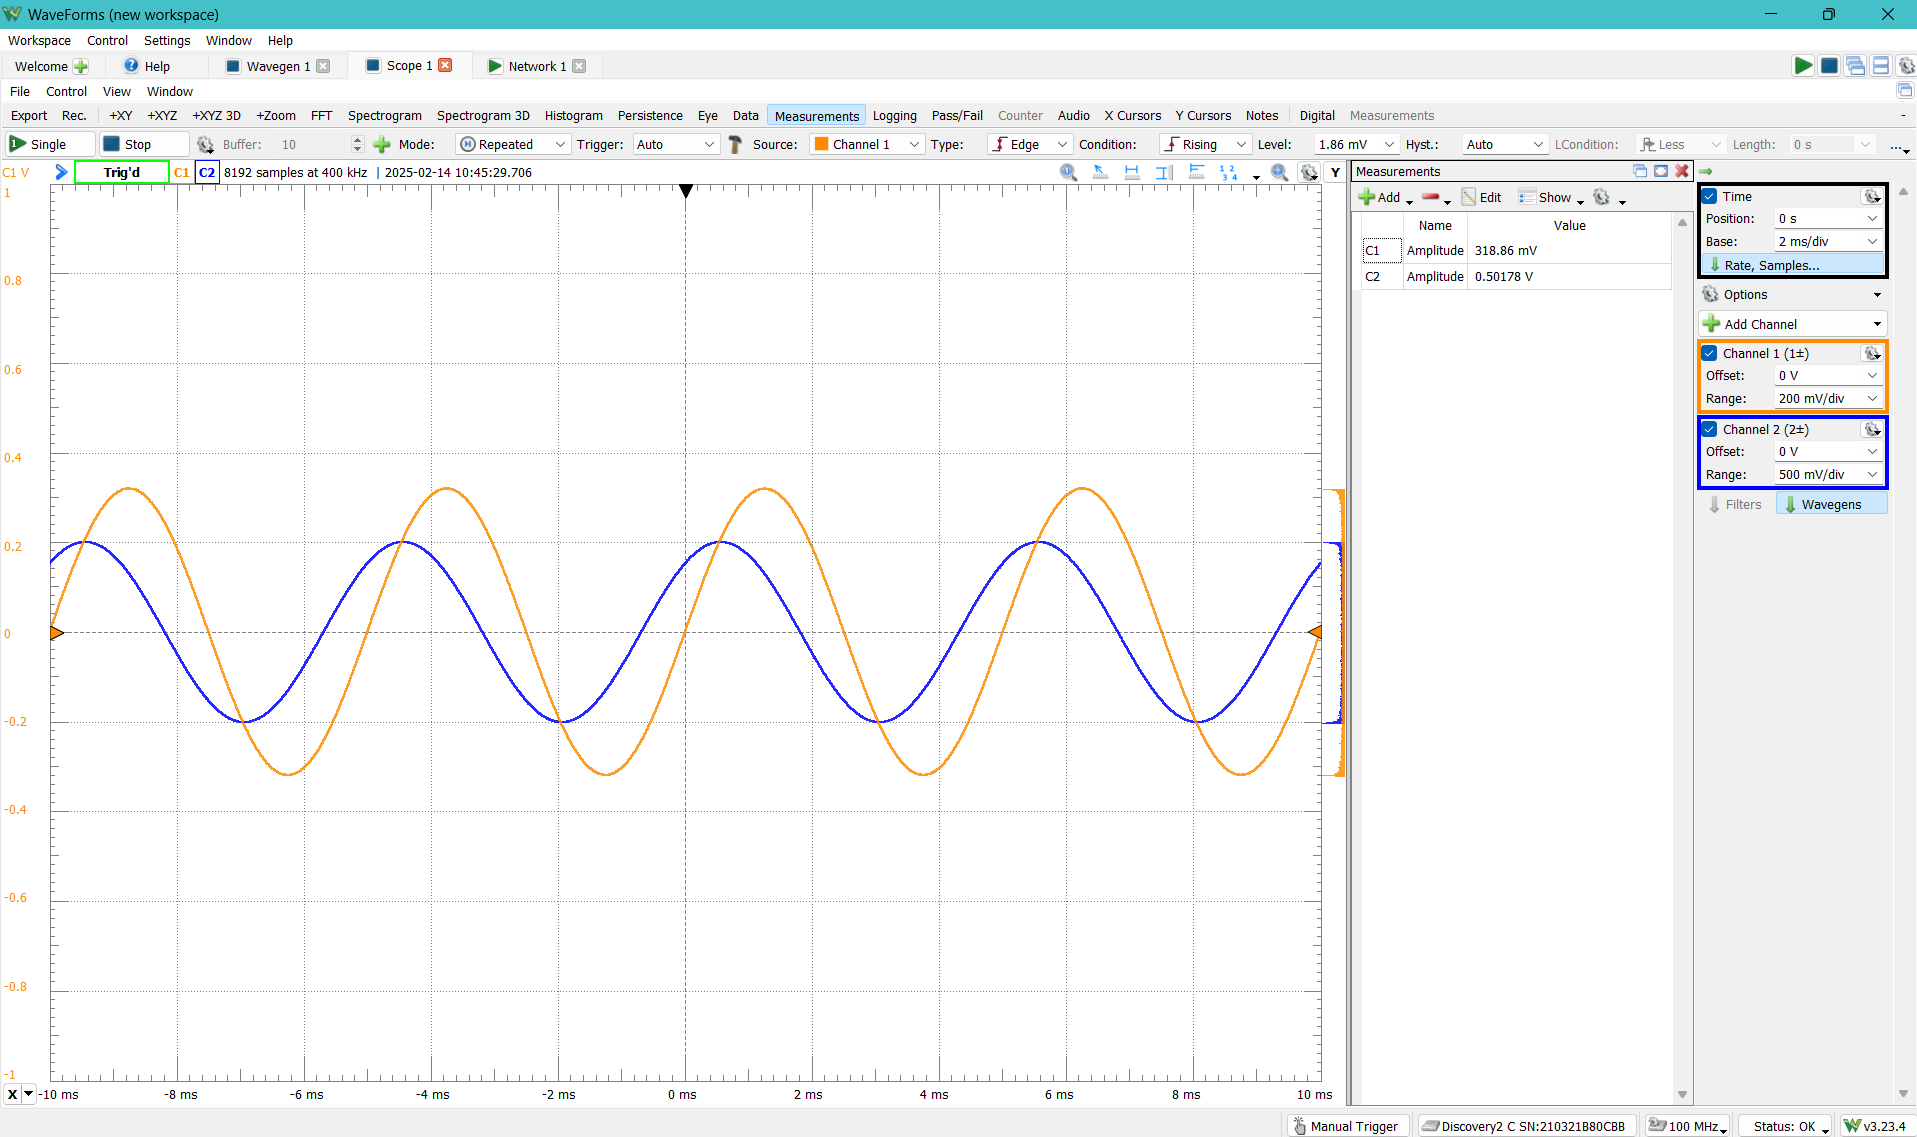 WaveForms (new workspace)
Workspace Control Settings Window Help
Welcome Help Wavegen 1 Scope 1 Network 1
File Control View Window
Export Rec. +XY +XYZ +XYZ 3D +Zoom FFT Spectrogram Spectrogram 3D Histogram Persistence Eye Data Measurements Logging Pass/Fail Counter Audio X Cursors Y Cursors Notes Digital Measurements
Single Stop Buffer: 10 Mode: Repeated Trigger: Auto Source: Channel 1 Type: Edge Condition: Rising Level: 1.86 mV Hyst.: Auto LCondition: Less Length: 0 s ...
C1 V Trig'd C1 C2 8192 samples at 400 kHz | 2025-02-14 10:45:29.706 Y
1
0.8
0.6
0.4
0.2
0
-0.2
-0.4
-0.6
-0.8
-1
X -10 ms -8 ms -6 ms -4 ms -2 ms 0 ms 2 ms 4 ms 6 ms 8 ms 10 ms
Measurements
Add Edit Show
Name Value
C1 Amplitude 318.86 mV
C2 Amplitude 0.50178 V
Time
Position: 0 s
Base: 2 ms/div
Rate, Samples...
Options
Add Channel
Channel 1 (1±)
Offset: 0 V
Range: 200 mV/div
Channel 2 (2±)
Offset: 0 V
Range: 500 mV/div
Filters Wavegens
Manual Trigger Discovery2 C SN:210321B80CBB 100 MHz Status: OK v3.23.4